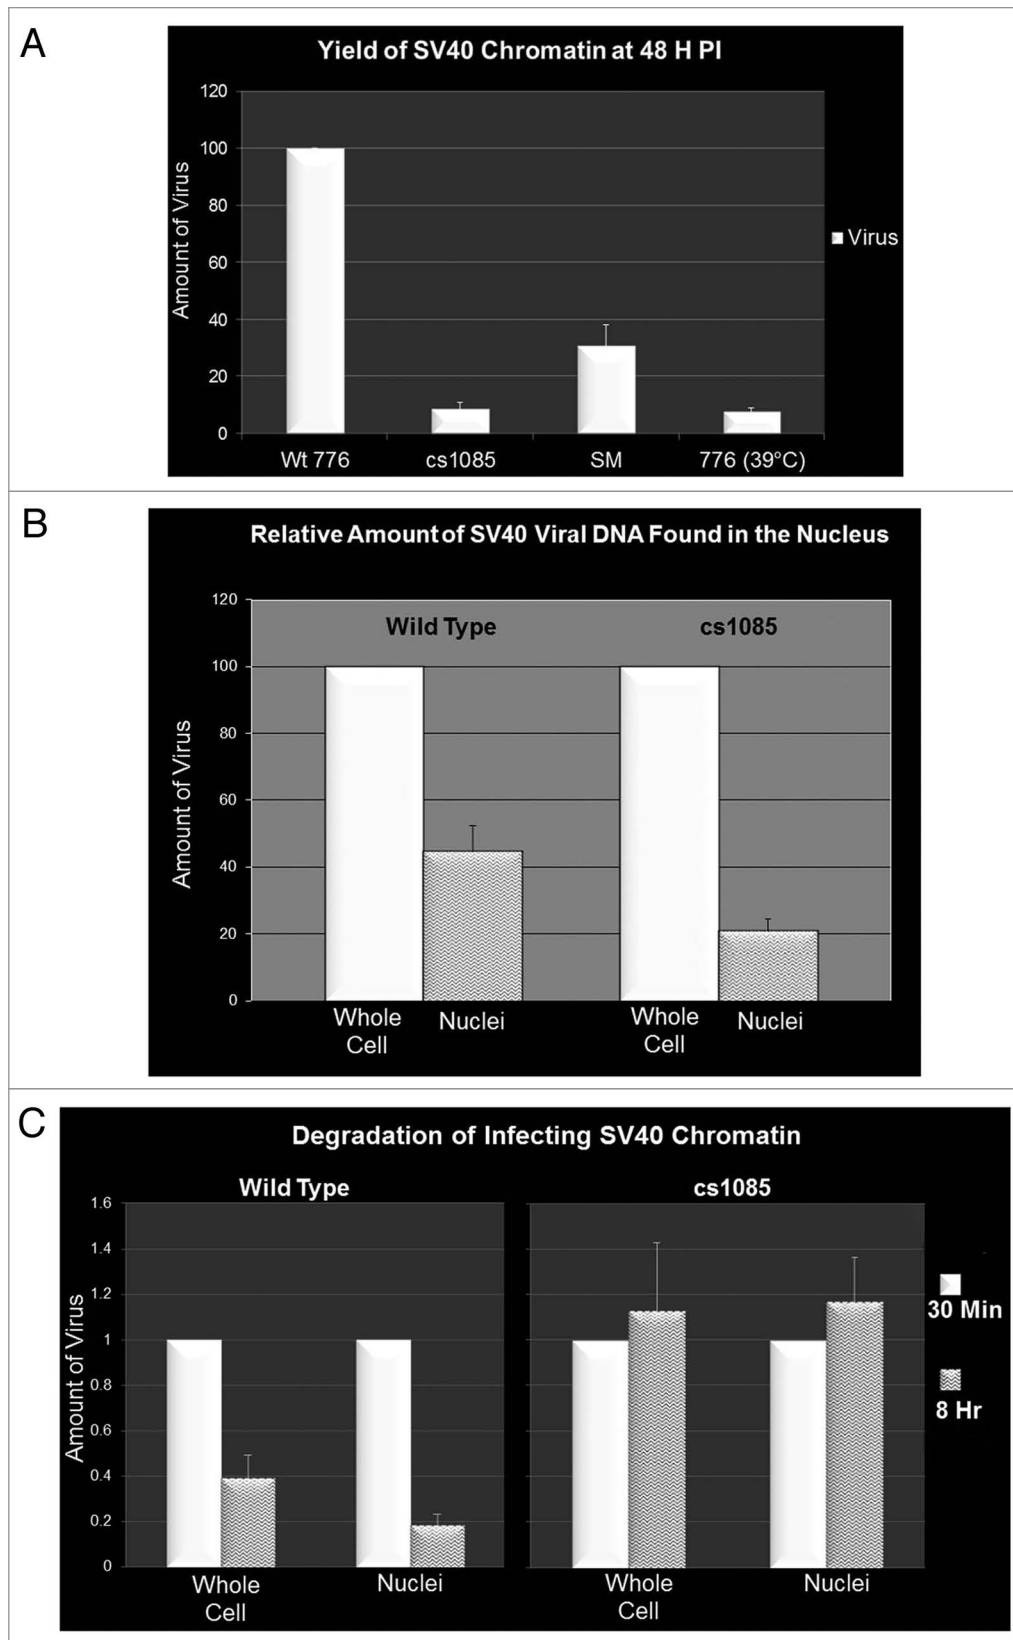 A
Yield of SV40 Chromatin at 48 H PI
120
100
80
60
40
20
0
Amount of Virus
Wt 776
cs1085
SM
776 (39°C)
Virus
B
Relative Amount of SV40 Viral DNA Found in the Nucleus
120
100
80
60
40
20
0
Amount of Virus
Wild Type
cs1085
Whole
Cell
Nuclei
Whole
Cell
Nuclei
C
Degradation of Infecting SV40 Chromatin
Wild Type
cs1085
1.6
1.4
1.2
1
0.8
0.6
0.4
0.2
0
Amount of Virus
Whole
Cell
Nuclei
Whole
Cell
Nuclei
30 Min
8 Hr